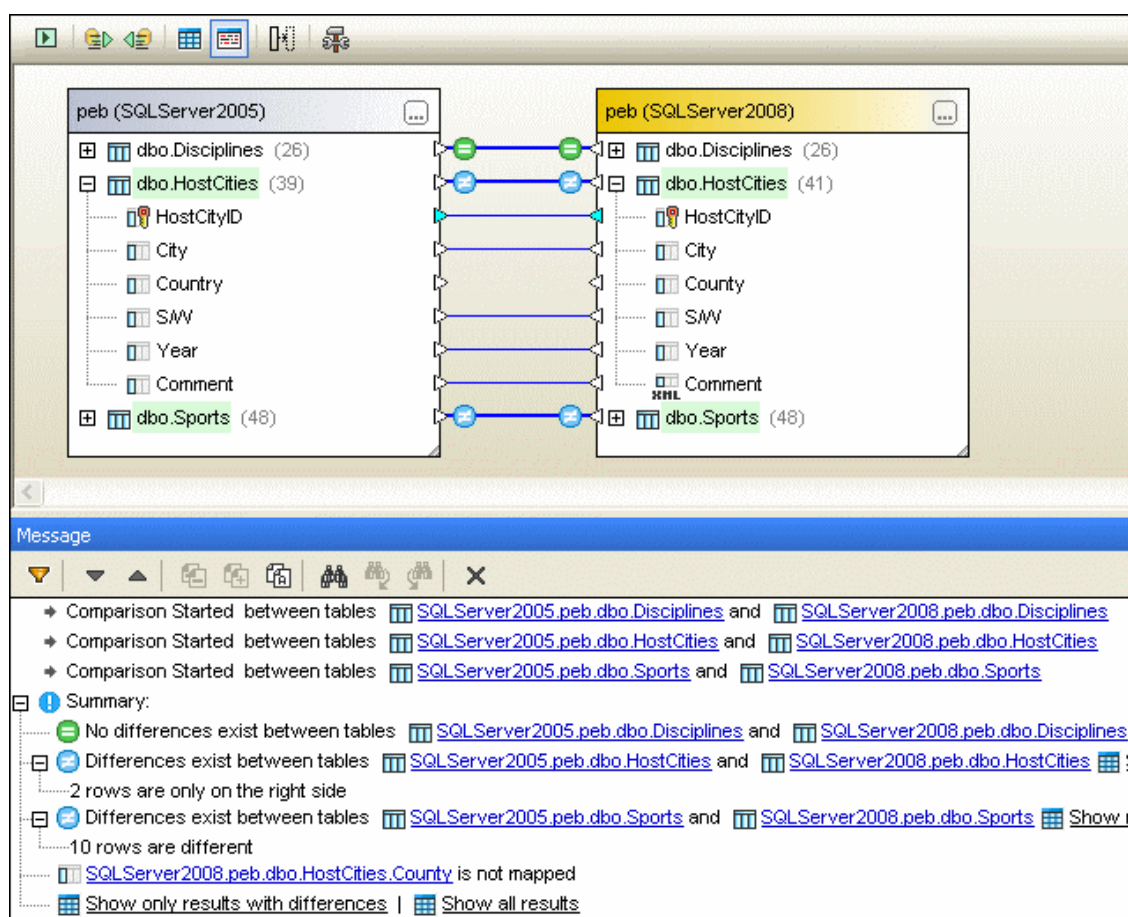 peb (SQLServer2005) ... peb (SQLServer2008) ...
dbo.Disciplines (26) dbo.Disciplines (26)
dbo.HostCities (39) dbo.HostCities (41)
HostCityID HostCityID
City City
Country County
S/W S/W
Year Year
Comment XML Comment
dbo.Sports (48) dbo.Sports (48)
Message
Comparison Started between tables SQLServer2005.peb.dbo.Disciplines and SQLServer2008.peb.dbo.Disciplines
Comparison Started between tables SQLServer2005.peb.dbo.HostCities and SQLServer2008.peb.dbo.HostCities
Comparison Started between tables SQLServer2005.peb.dbo.Sports and SQLServer2008.peb.dbo.Sports
Summary:
No differences exist between tables SQLServer2005.peb.dbo.Disciplines and SQLServer2008.peb.dbo.Disciplines
Differences exist between tables SQLServer2005.peb.dbo.HostCities and SQLServer2008.peb.dbo.HostCities
2 rows are only on the right side
Differences exist between tables SQLServer2005.peb.dbo.Sports and SQLServer2008.peb.dbo.Sports Show
10 rows are different
SQLServer2008.peb.dbo.HostCities.County is not mapped
Show only results with differences | Show all results